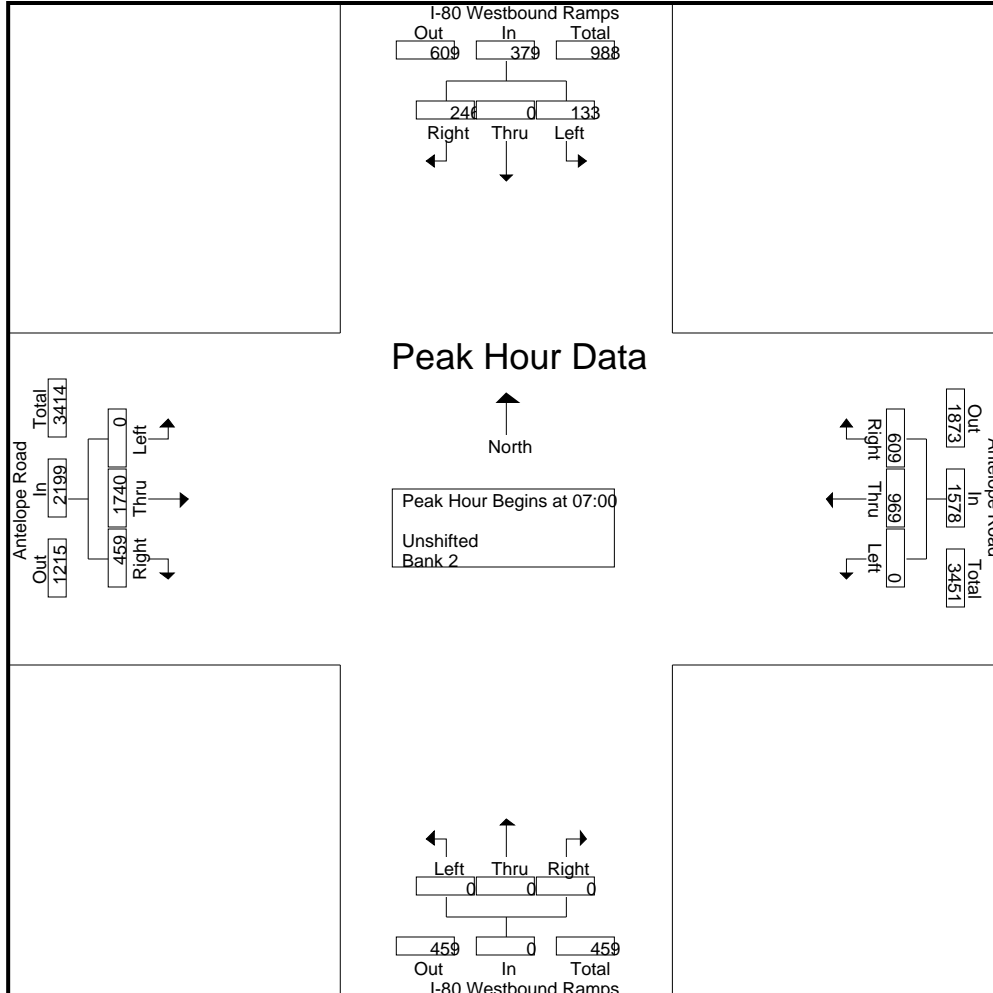 I-80 Westbound Ramps
Out In Total
609 379 988
246 0 133
Right Thru Left
Peak Hour Data
North
Peak Hour Begins at 07:00
Unshifted
Bank 2
Antelope Road
Total In Out
3414 2199 1215
0 1740 459
Left Thru Right
Antelope Road
Out In Total
1873 1578 3451
609 969 0
Right Thru Left
Left Thru Right
0 0 0
459 0 459
Out In Total
I-80 Westbound Ramps